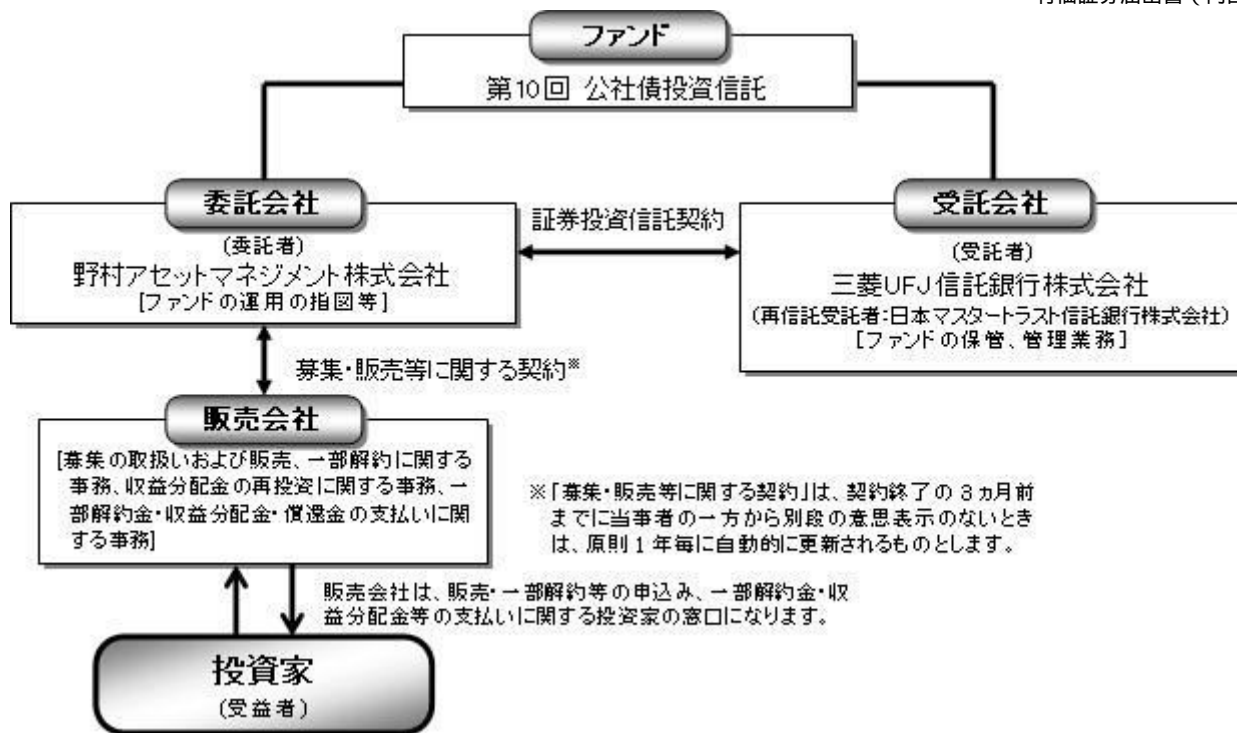 ファンド
第10回 公社債投資信託
委託会社
(委託者)
野村アセットマネジメント株式会社
[ファンドの運用の指図等]
証券投資信託契約
受託会社
(受託者)
三菱UFJ信託銀行株式会社
(再信託受託者:日本マスタートラスト信託銀行株式会社)
[ファンドの保管、管理業務]
募集・販売等に関する契約※
販売会社
[募集の取扱いおよび販売、一部解約に関する
事務、収益分配金の再投資に関する事務、一
部解約金・収益分配金・償還金の支払いに関
する事務]
※「募集・販売等に関する契約」は、契約終了の3ヵ月前
までに当事者の一方から別段の意思表示のないとき
は、原則1年毎に自動的に更新されるものとします。
販売会社は、販売・一部解約等の申込み、一部解約金・収
益分配金等の支払いに関する投資家の窓口になります。
投資家
(受益者)